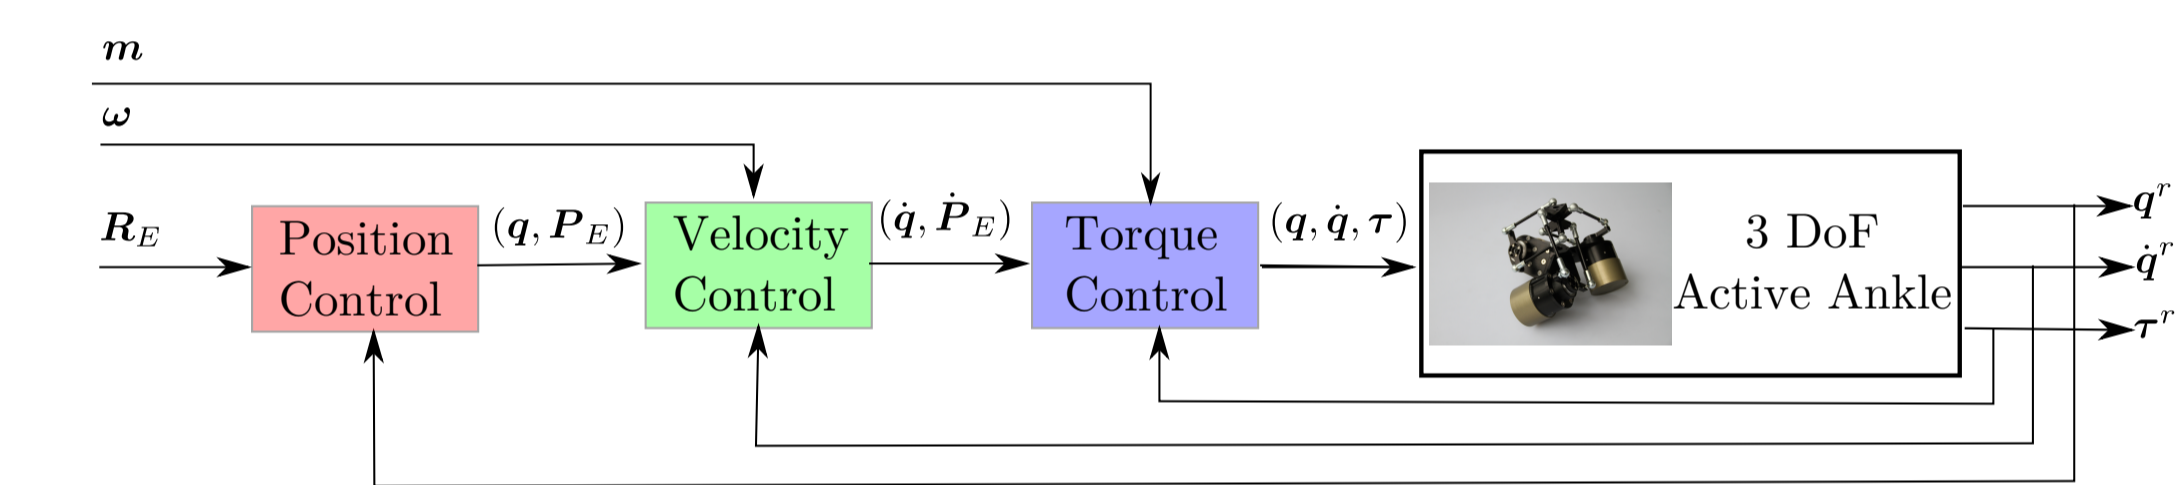 m
ω
R_E
Position
Control
(q, P_E)
Velocity
Control
(q̇, Ṗ_E)
Torque
Control
(q, q̇, τ)
3 DoF
Active Ankle
q^r
q̇^r
τ^r